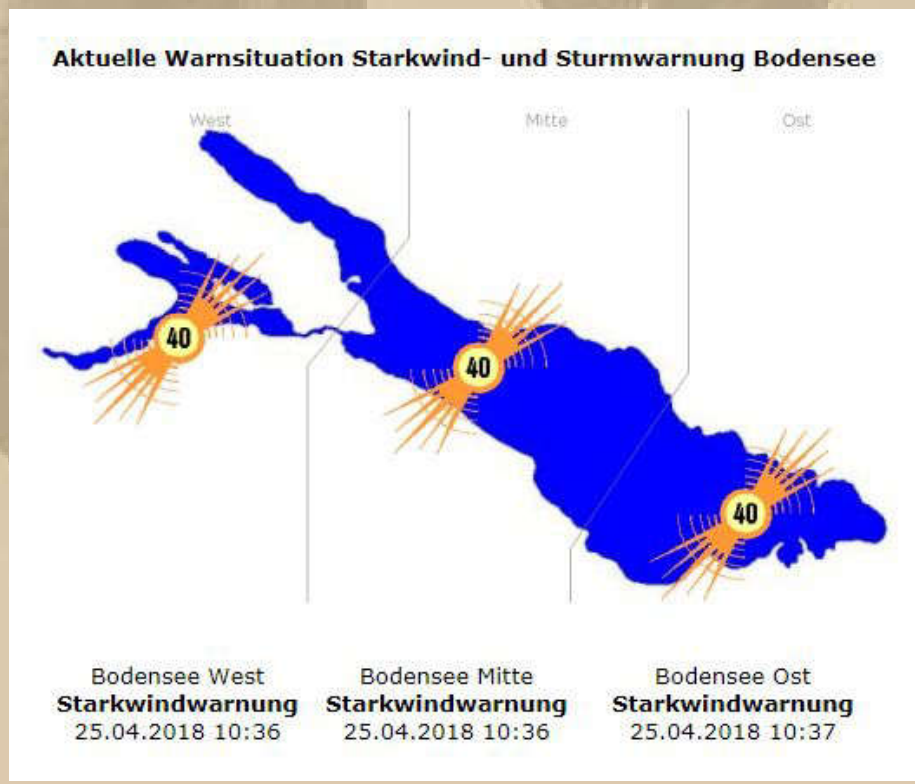 Aktuelle Warnsituation Starkwind- und Sturmwarnung Bodensee
West
Mitte
Ost
40
40
40
Bodensee West
Starkwindwarnung
25.04.2018 10:36
Bodensee Mitte
Starkwindwarnung
25.04.2018 10:36
Bodensee Ost
Starkwindwarnung
25.04.2018 10:37